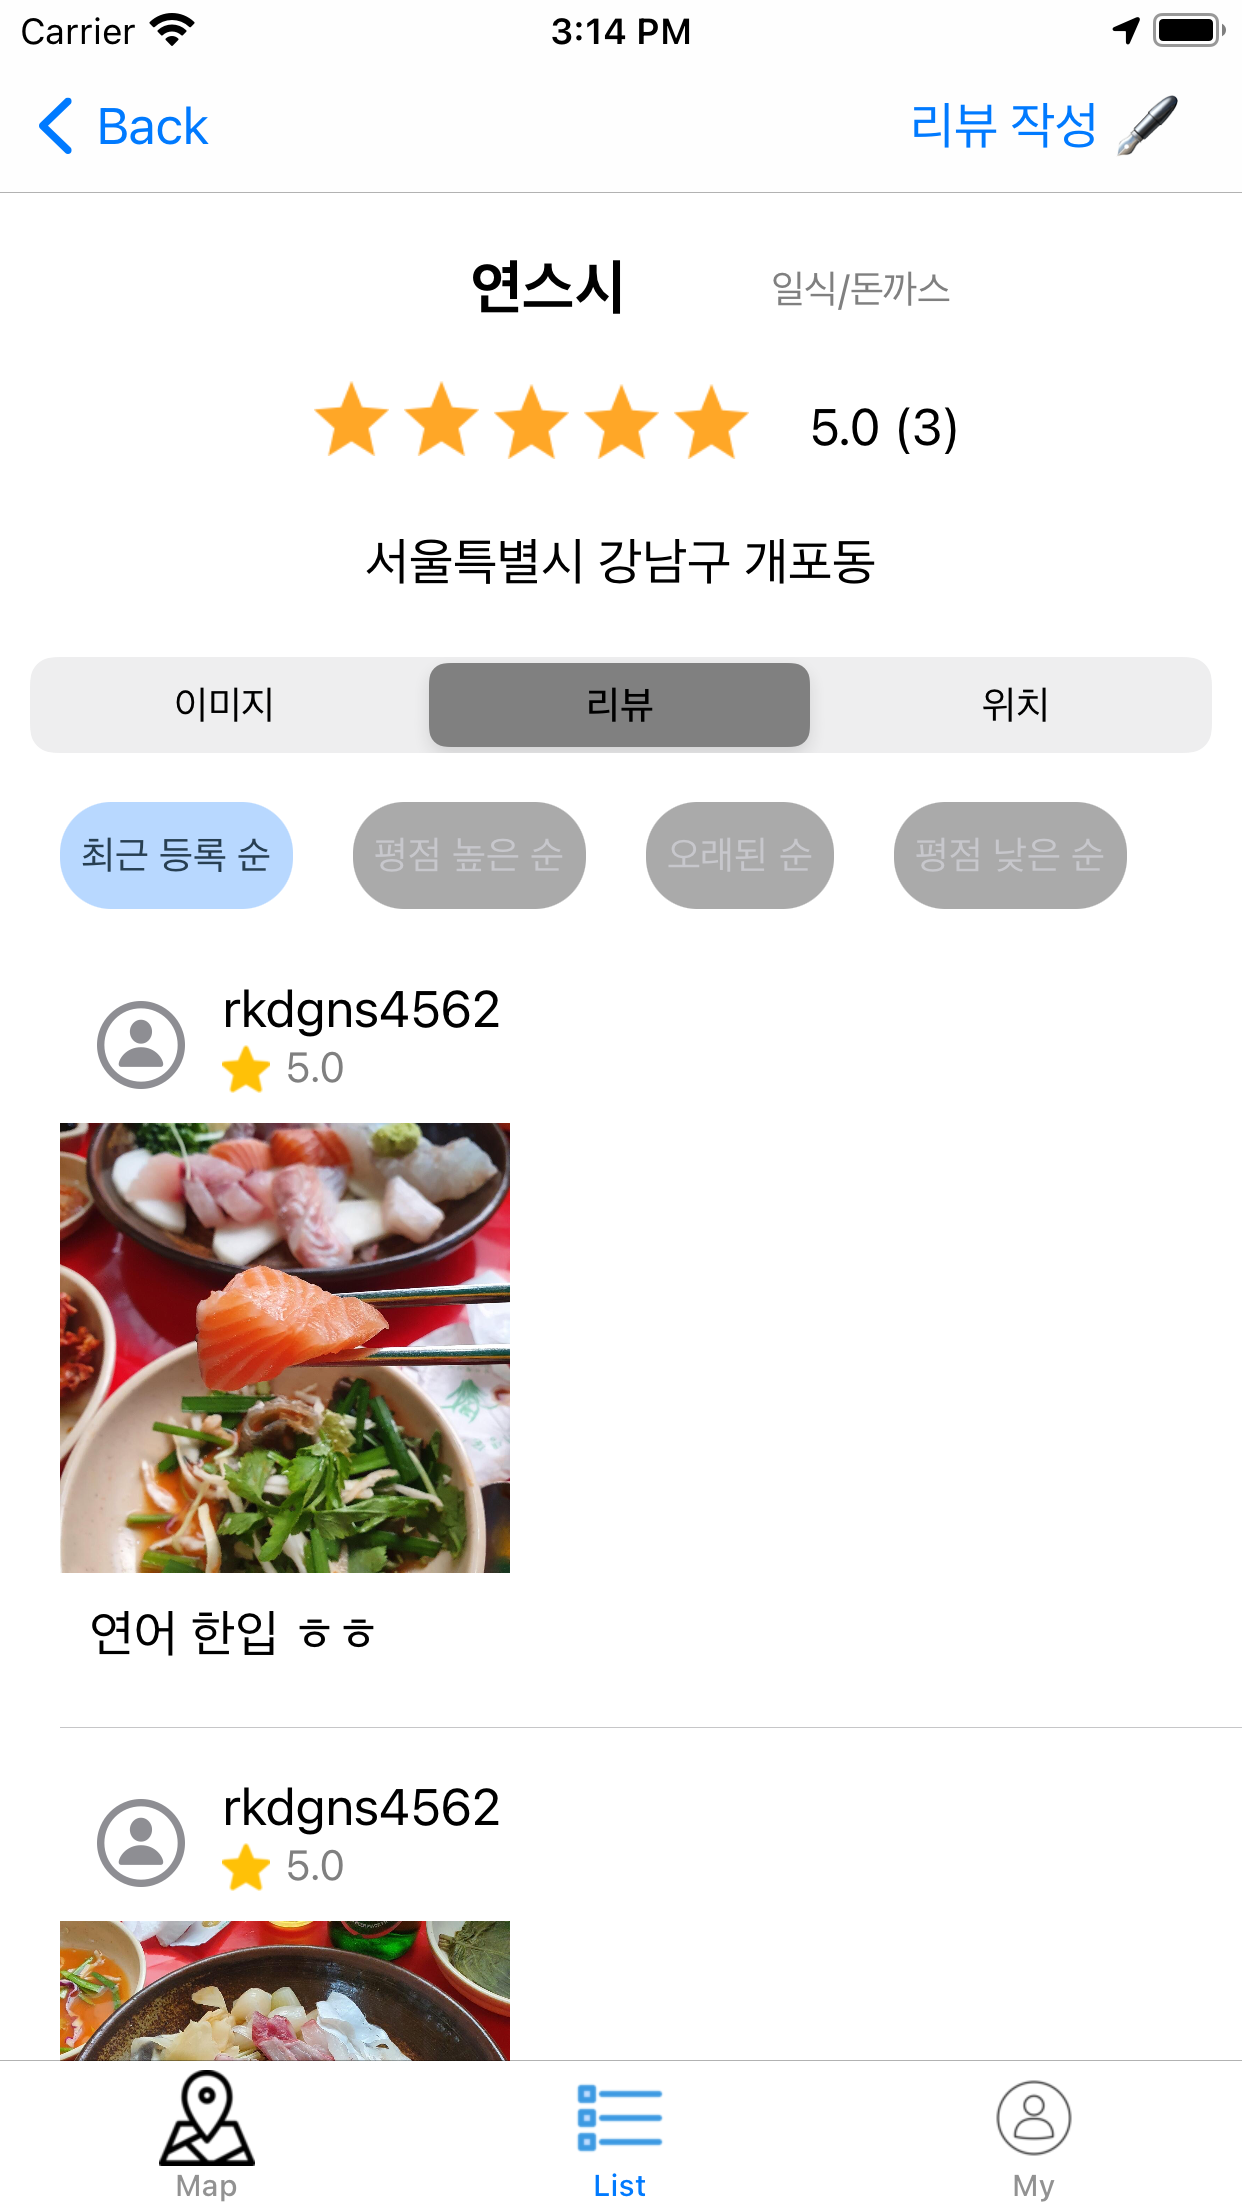 Carrier 3:14 PM
Back 리뷰 작성
연스시 일식/돈까스
5.0 (3)
서울특별시 강남구 개포동
이미지 리뷰 위치
최근 등록 순 평점 높은 순 오래된 순 평점 낮은 순
rkdgns4562
5.0
연어 한입 ㅎㅎ
rkdgns4562
5.0
Map List My